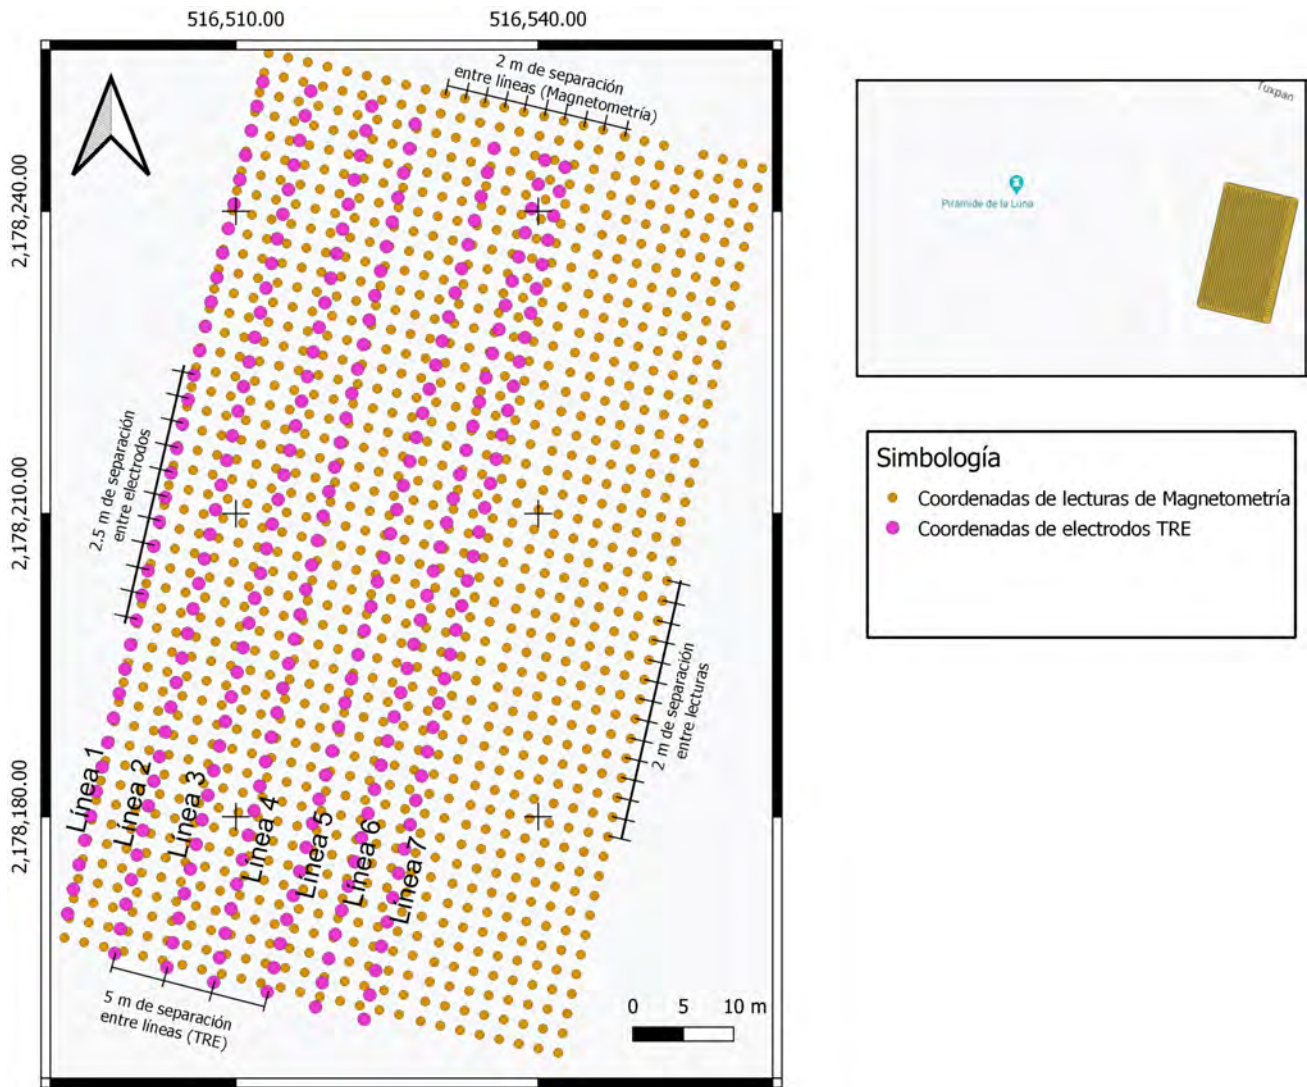 516,510.00
516,540.00
2 m de separación
entre líneas (Magnetometría)
2,178,240.00
2,178,210.00
2,178,180.00
2.5 m de separación
entre electrodos
2 m de separación
entre lecturas
Línea 1
Línea 2
Línea 3
Línea 4
Línea 5
Línea 6
Línea 7
5 m de separación
entre líneas (TRE)
0 5 10 m
Tuxpan
Pirámide de la Luna
Simbología
Coordenadas de lecturas de Magnetometría
Coordenadas de electrodos TRE